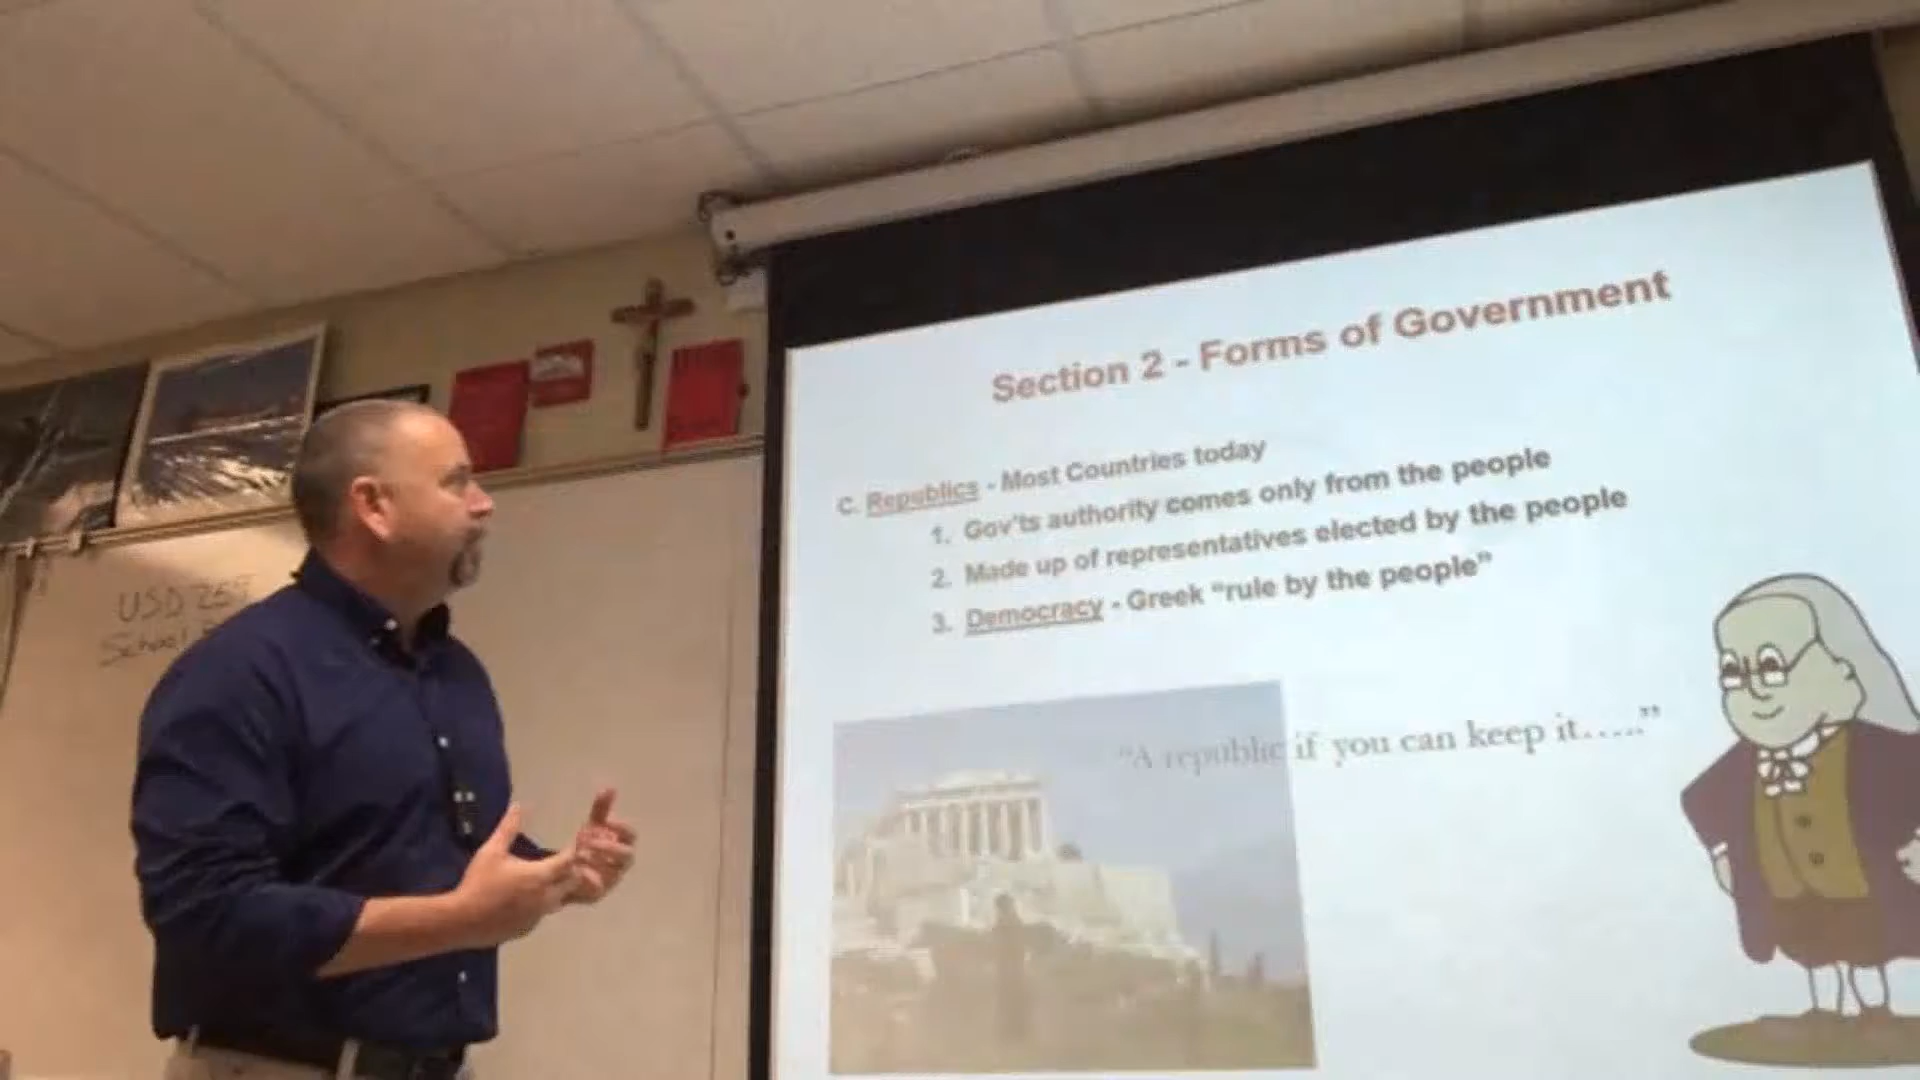 Section 2 - Forms of Government
C. Republics - Most Countries today
1. Gov'ts authority comes only from the people
2. Made up of representatives elected by the people
3. Democracy - Greek “rule by the people”
“A republic if you can keep it.....”
USD
School